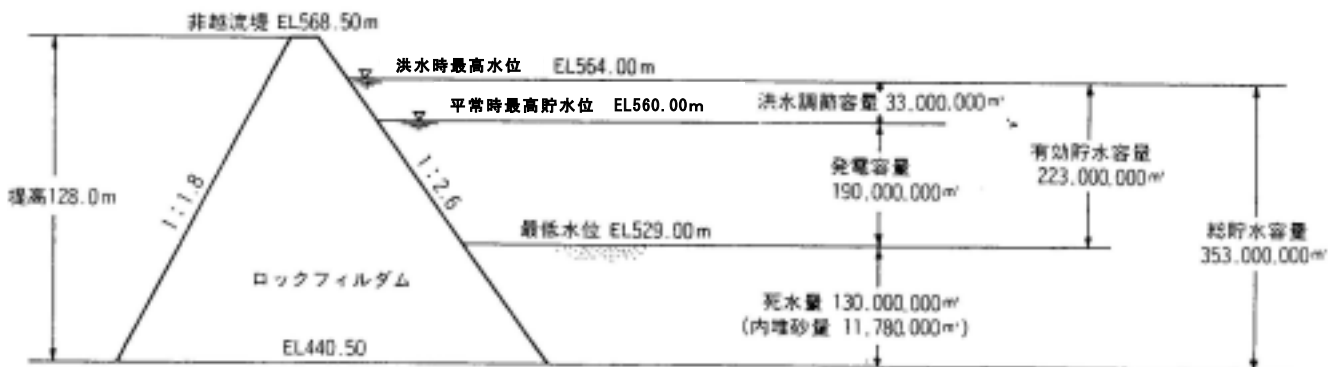 非越流堤 EL568.50m
洪水時最高水位 EL564.00m
平常時最高貯水位 EL560.00m
洪水調節容量 33,000,000㎥
有効貯水容量
223,000,000㎥
発電容量
190,000,000㎥
堤高128.0m
1:1.8
1:2.6
最低水位 EL529.00m
総貯水容量
353,000,000㎥
ロックフィルダム
死水量 130,000,000㎥
(内堆砂量 11,780,000㎥)
EL440.50